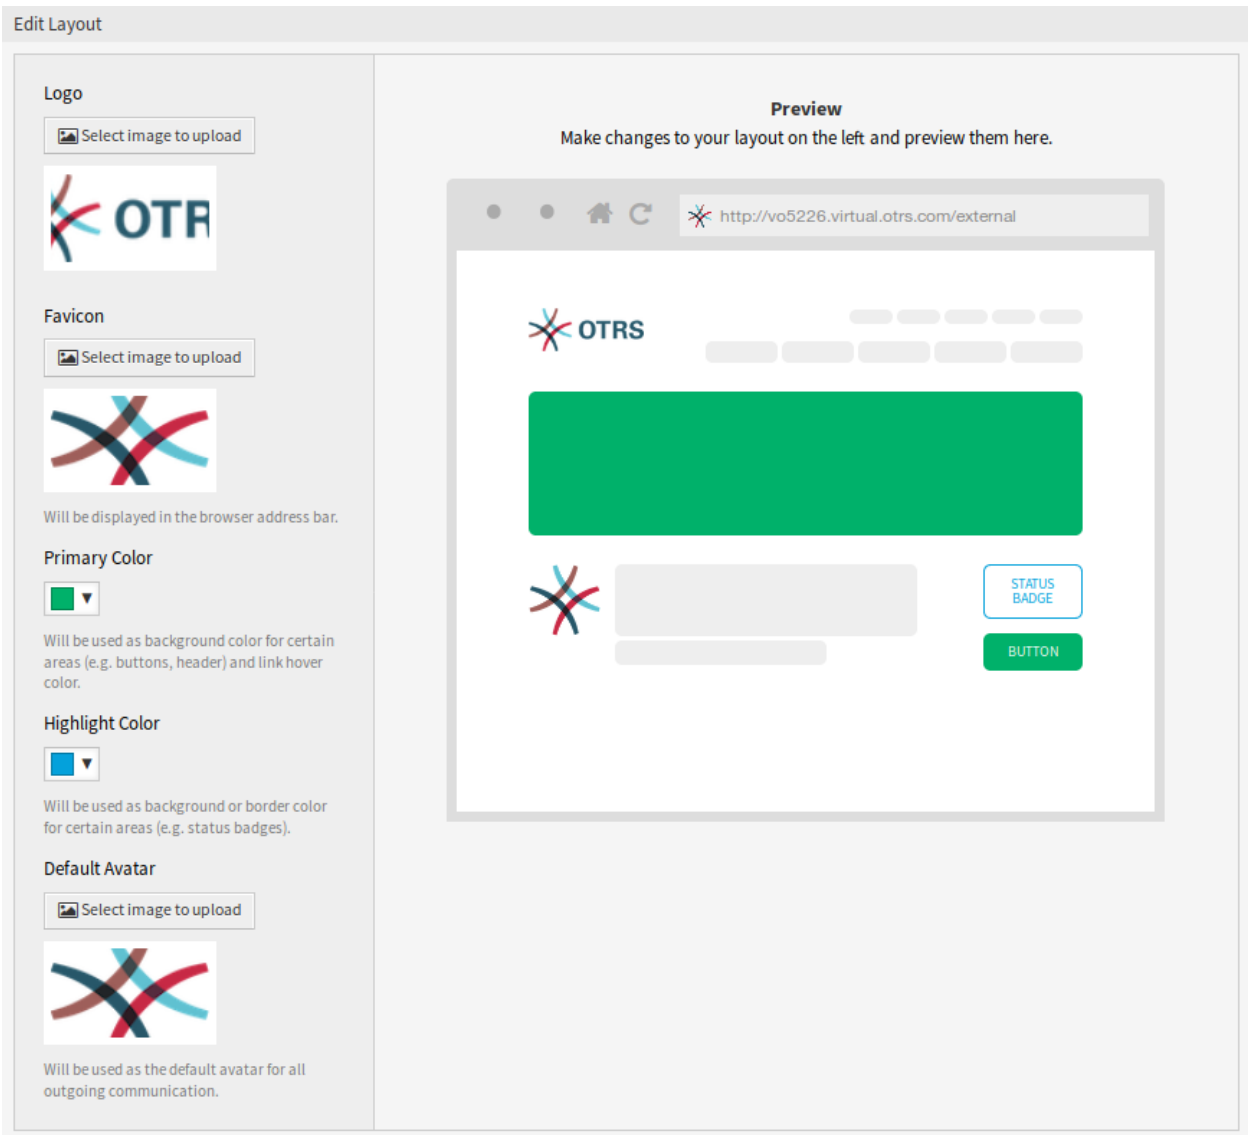 Edit Layout
Logo
Select image to upload
OTR
Favicon
Select image to upload
Will be displayed in the browser address bar.
Primary Color
Will be used as background color for certain
areas (e.g. buttons, header) and link hover
color.
Highlight Color
Will be used as background or border color
for certain areas (e.g. status badges).
Default Avatar
Select image to upload
Will be used as the default avatar for all
outgoing communication.
Preview
Make changes to your layout on the left and preview them here.
http://vo5226.virtual.otrs.com/external
OTRS
STATUS
BADGE
BUTTON